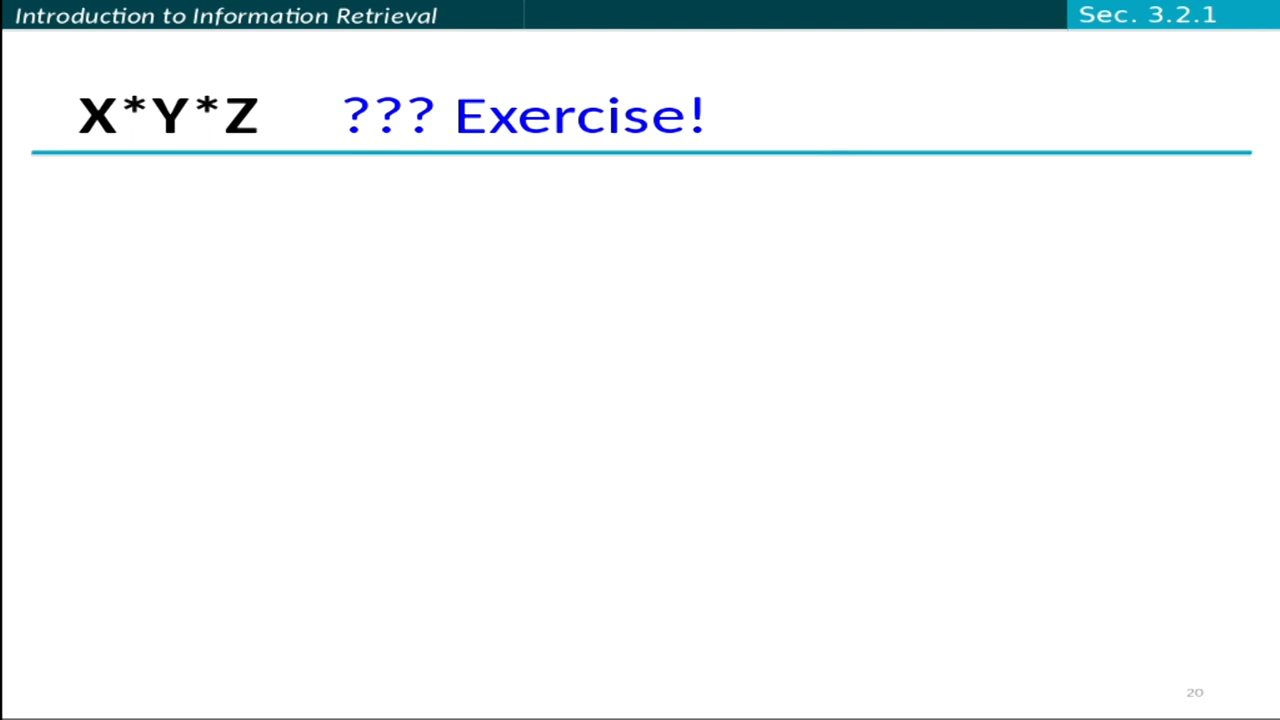 Introduction to Information Retrieval
Sec. 3.2.1
X*Y*Z ??? Exercise!
20